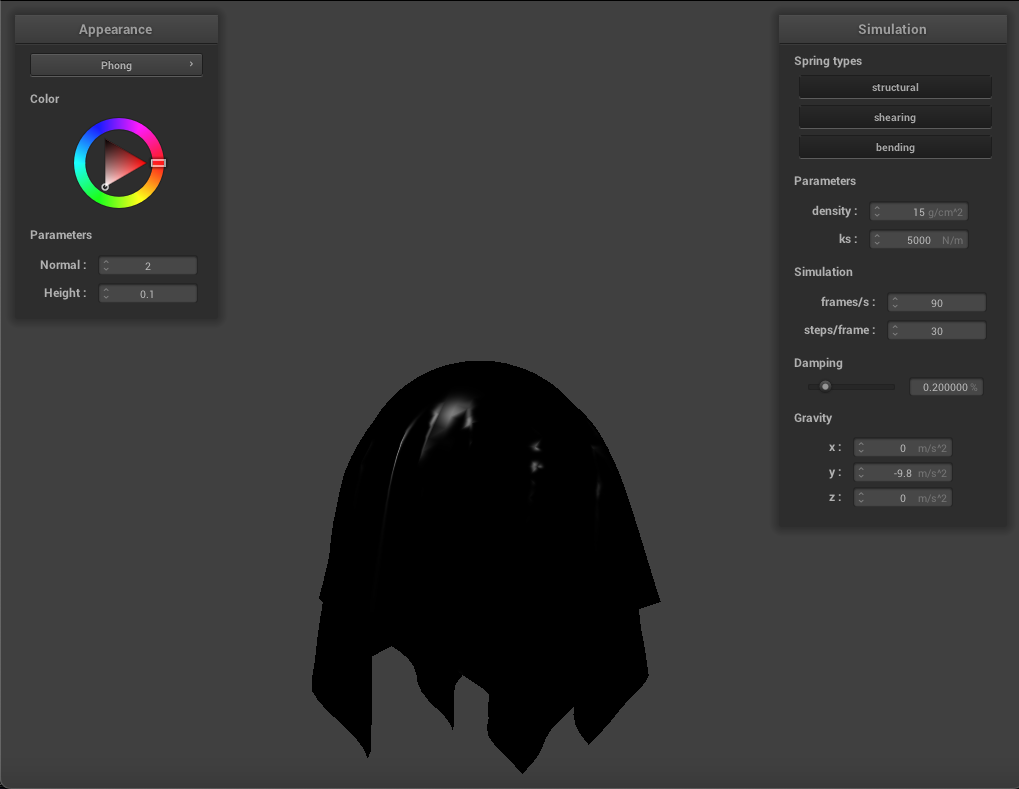 Appearance
Phong
Color
Parameters
Normal : 2
Height : 0.1
Simulation
Spring types
structural
shearing
bending
Parameters
density : 15 g/cm^2
ks : 5000 N/m
Simulation
frames/s : 90
steps/frame : 30
Damping
0.200000 %
Gravity
x : 0 m/s^2
y : -9.8 m/s^2
z : 0 m/s^2